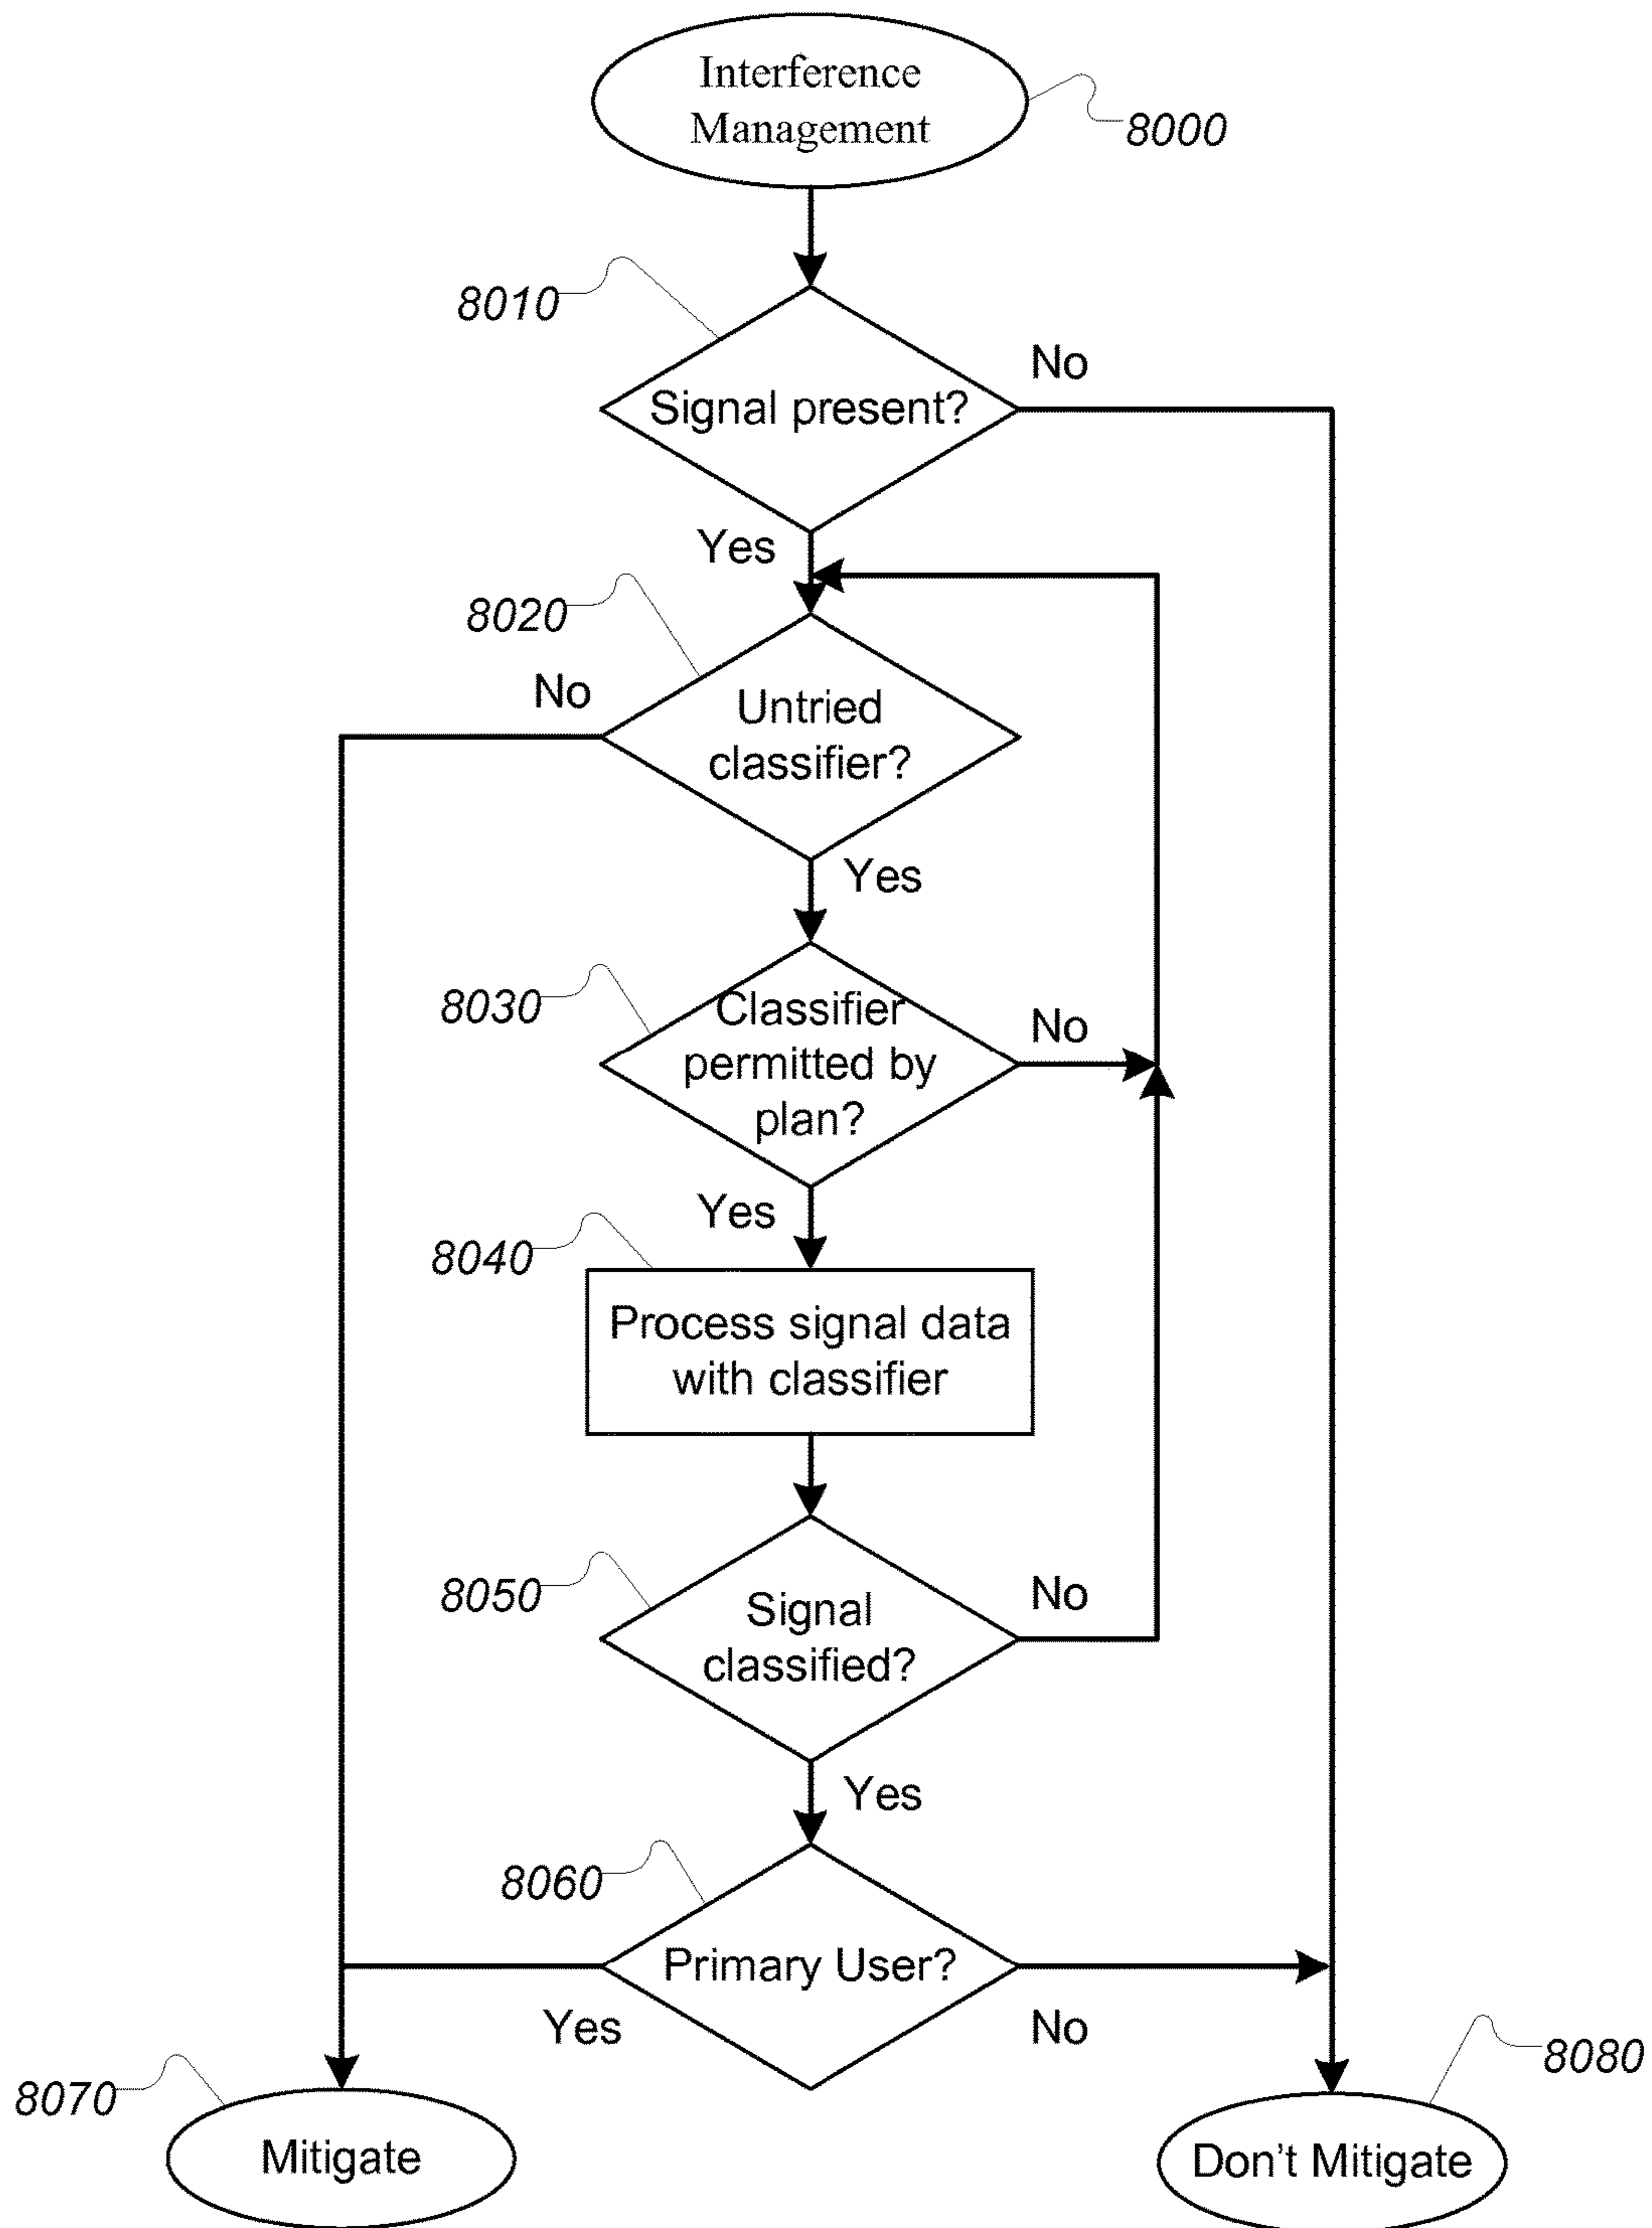 Interference
Management
8000
8010
No
Signal present?
Yes
8020
No
Untried
classifier?
Yes
8030
Classifier
permitted by
plan?
No
Yes
8040
Process signal data
with classifier
8050
Signal
classified?
No
Yes
8060
Primary User?
Yes
No
8070
Mitigate
8080
Don't Mitigate